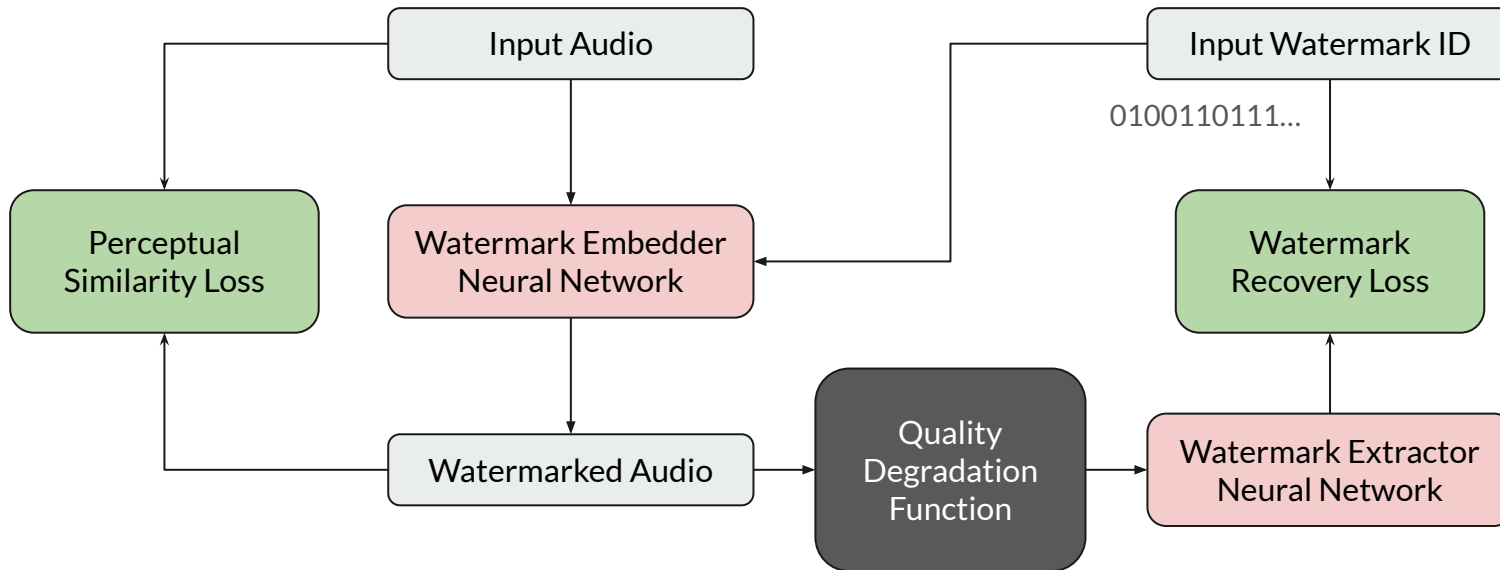 Input Audio
Input Watermark ID
0100110111...
Perceptual
Similarity Loss
Watermark Embedder
Neural Network
Watermark
Recovery Loss
Watermarked Audio
Quality
Degradation
Function
Watermark Extractor
Neural Network